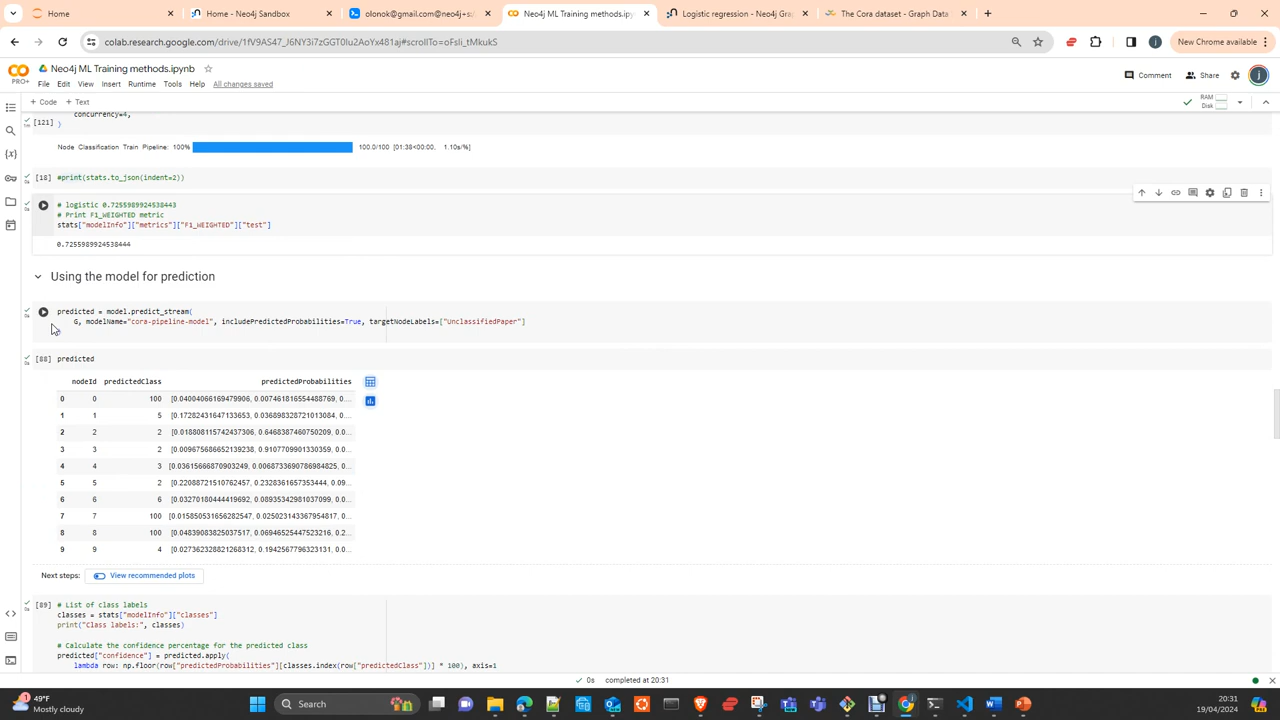 Home
Home - Neo4j Sandbox
olonok@gmail.com@neo4j+s:/
Neo4j ML Training methods.ipynb
Logistic regression - Neo4j Gra
The Cora dataset - Graph Data
colab.research.google.com/drive/1fV9AS47_J6NY3i7zGGT0Iu2AoYx481aj#scrollTo=oFsIi_tMkukS
New Chrome available
Neo4j ML Training methods.ipynb
PRO+
File Edit View Insert Runtime Tools Help All changes saved
Comment Share
+ Code + Text
RAM
Disk
concurrency=4,
[121] )
Node Classification Train Pipeline: 100% 100.0/100 [01:38<00:00, 1.10s/%]
[18] #print(stats.to_json(indent=2))
# logistic 0.7255989924538443
# Print F1_WEIGHTED metric
stats["modelInfo"]["metrics"]["F1_WEIGHTED"]["test"]
0.7255989924538444
Using the model for prediction
predicted = model.predict_stream(
G, modelName="cora-pipeline-model", includePredictedProbabilities=True, targetNodeLabels=["UnclassifiedPaper"]
[88] predicted
nodeId predictedClass predictedProbabilities
0 0 100 [0.04004066169479906, 0.007461816554488769, 0....
1 1 5 [0.17282431647133653, 0.036898328721013084, 0....
2 2 2 [0.018808115742437306, 0.6468387460750209, 0.0...
3 3 2 [0.009675686652139238, 0.9107709901330359, 0.0...
4 4 3 [0.03615666870903249, 0.0068733690786984825, 0....
5 5 2 [0.22088721510762457, 0.2328361657353444, 0.09...
6 6 6 [0.03270180444419692, 0.08935342981037099, 0.0...
7 7 100 [0.015850531656282547, 0.025023143367954817, 0....
8 8 100 [0.04839083825037517, 0.06946525447523216, 0.2...
9 9 4 [0.027362328821268312, 0.1942567796323131, 0.0...
Next steps: View recommended plots
[89] # List of class labels
classes = stats["modelInfo"]["classes"]
print("Class labels:", classes)
# Calculate the confidence percentage for the predicted class
predicted["confidence"] = predicted.apply(
lambda row: np.floor(row["predictedProbabilities"][classes.index(row["predictedClass"])] * 100), axis=1
0s completed at 20:31
49°F
Mostly cloudy
Search
20:31
19/04/2024